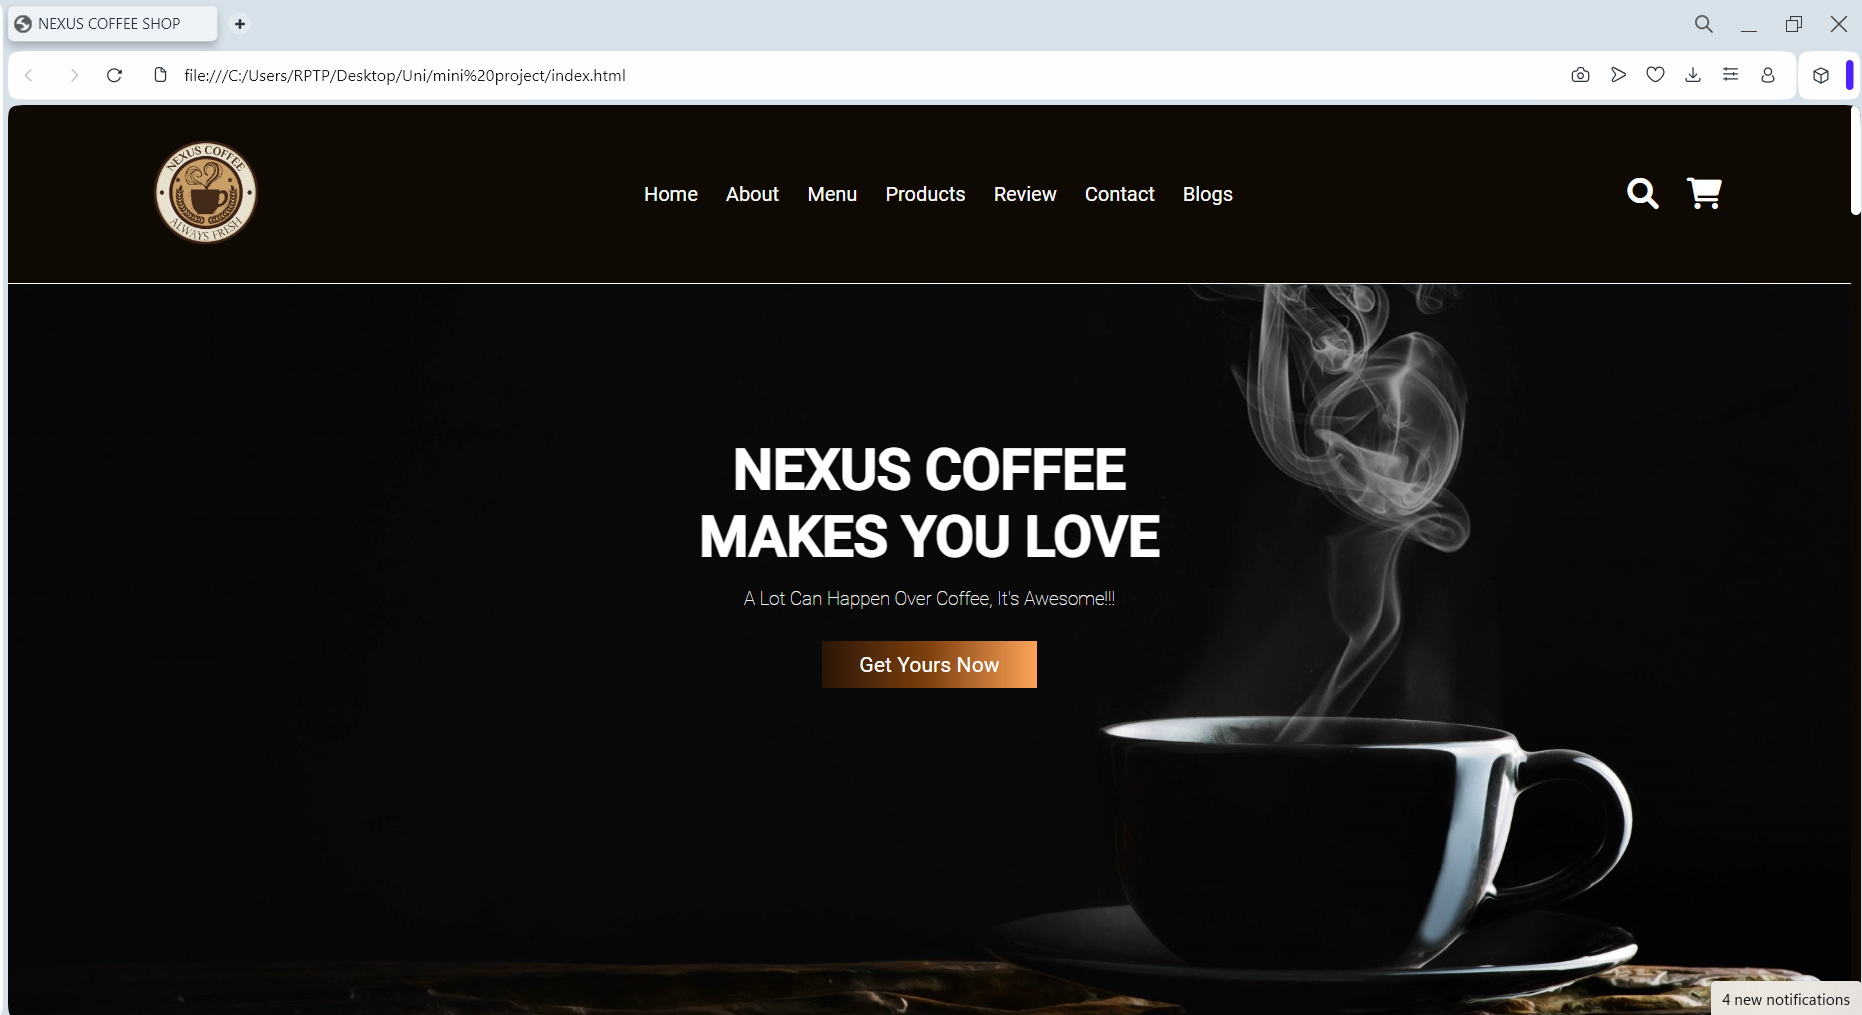 NEXUS COFFEE SHOP
file:///C:/Users/RPTP/Desktop/Uni/mini%20project/index.html
NEXUS COFFEE
ALWAYS FRESH
Home About Menu Products Review Contact Blogs
NEXUS COFFEE
MAKES YOU LOVE
A Lot Can Happen Over Coffee, It's Awesome!!!
Get Yours Now
4 new notifications